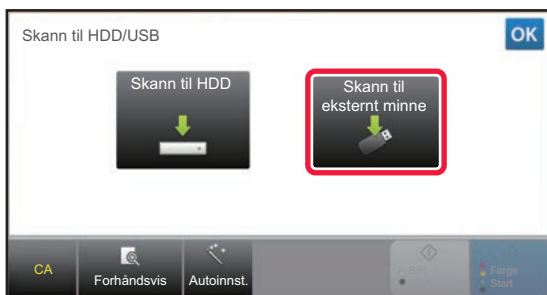 Skann til HDD/USB
OK
Skann til HDD
Skann til
eksternt minne
CA
Forhåndsvis
Autoinnst.
Farge
Start